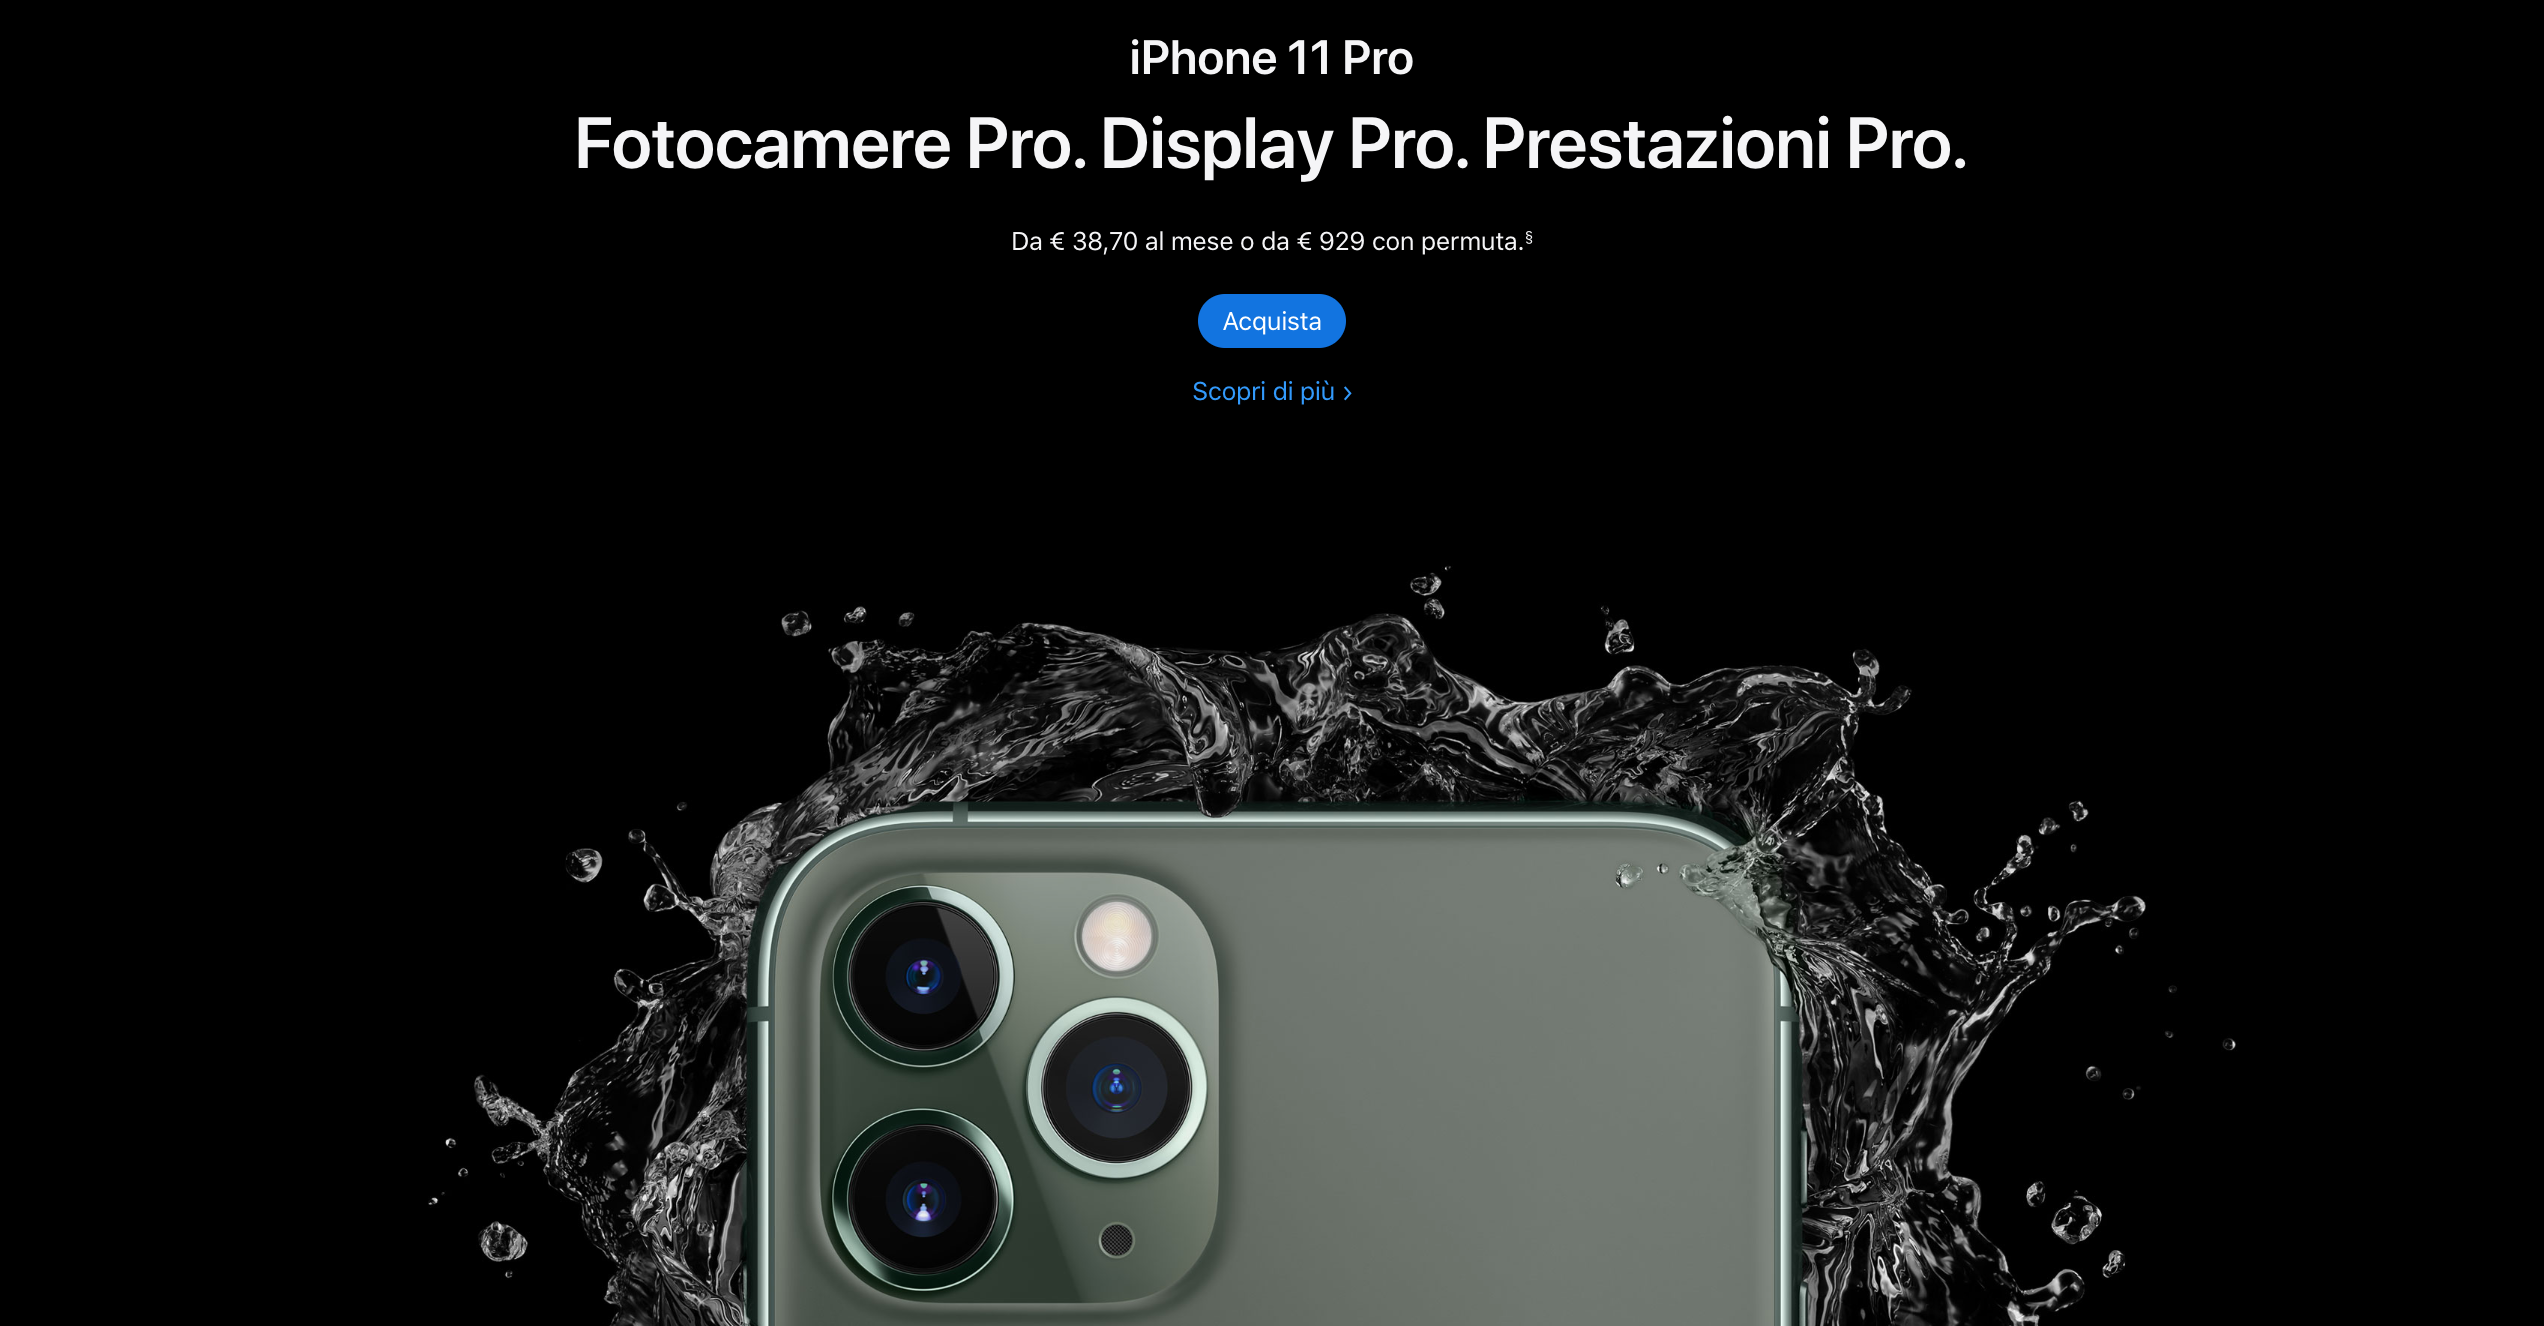 iPhone 11 Pro
Fotocamere Pro. Display Pro. Prestazioni Pro.
Da € 38,70 al mese o da € 929 con permuta.§
Acquista
Scopri di più ›